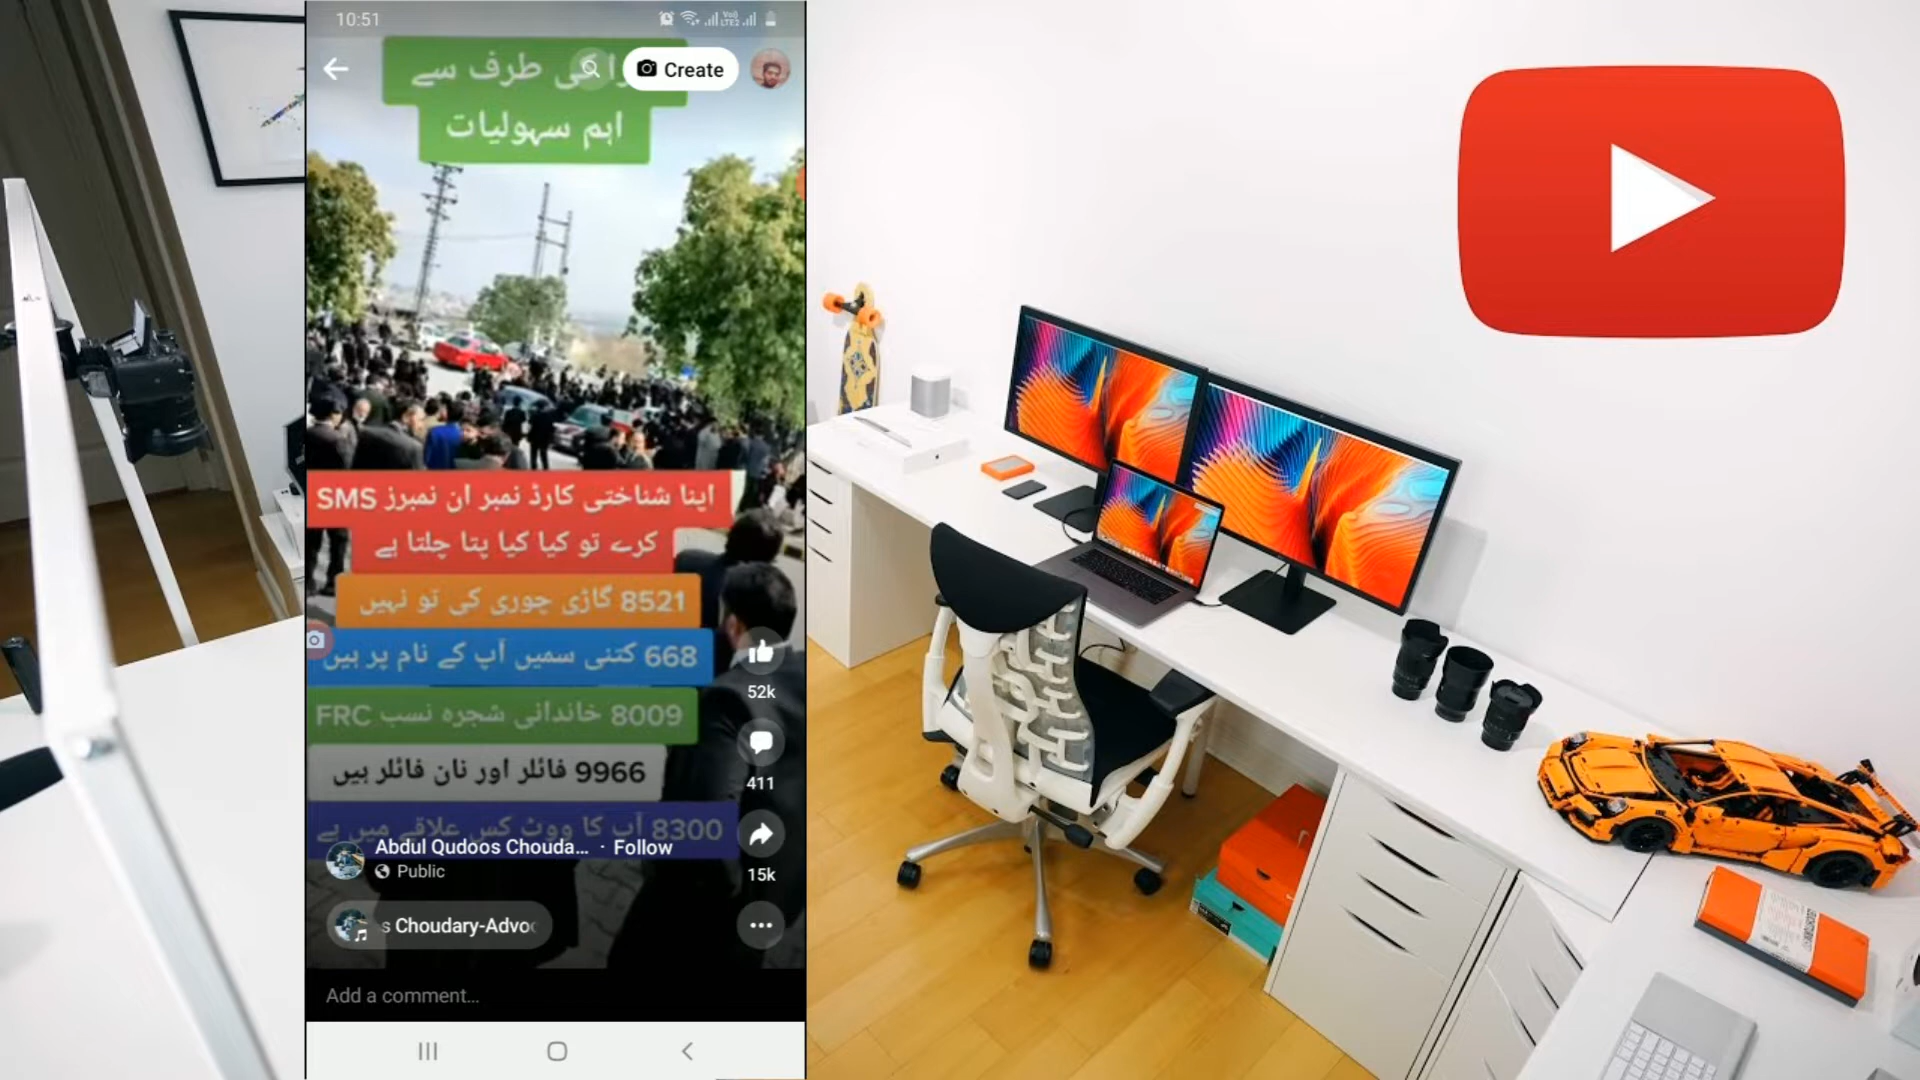 10:51
Create
کی طرف سے
اہم سہولیات
اپنا شناختی کارڈ نمبر ان نمبرز SMS
کرے تو کیا کیا پتا چلتا ہے
8521 گاڑی چوری کی تو نہیں
668 کتنی سمیں آپ کے نام پر ہیں
8009 خاندانی شجرہ نسب FRC
9966 فائلر اور نان فائلر ہیں
8300 آپ کا ووٹ کس علاقے میں ہے
52k
411
15k
Abdul Qudoos Chouda... · Follow
Public
s Choudary-Advo
Add a comment...